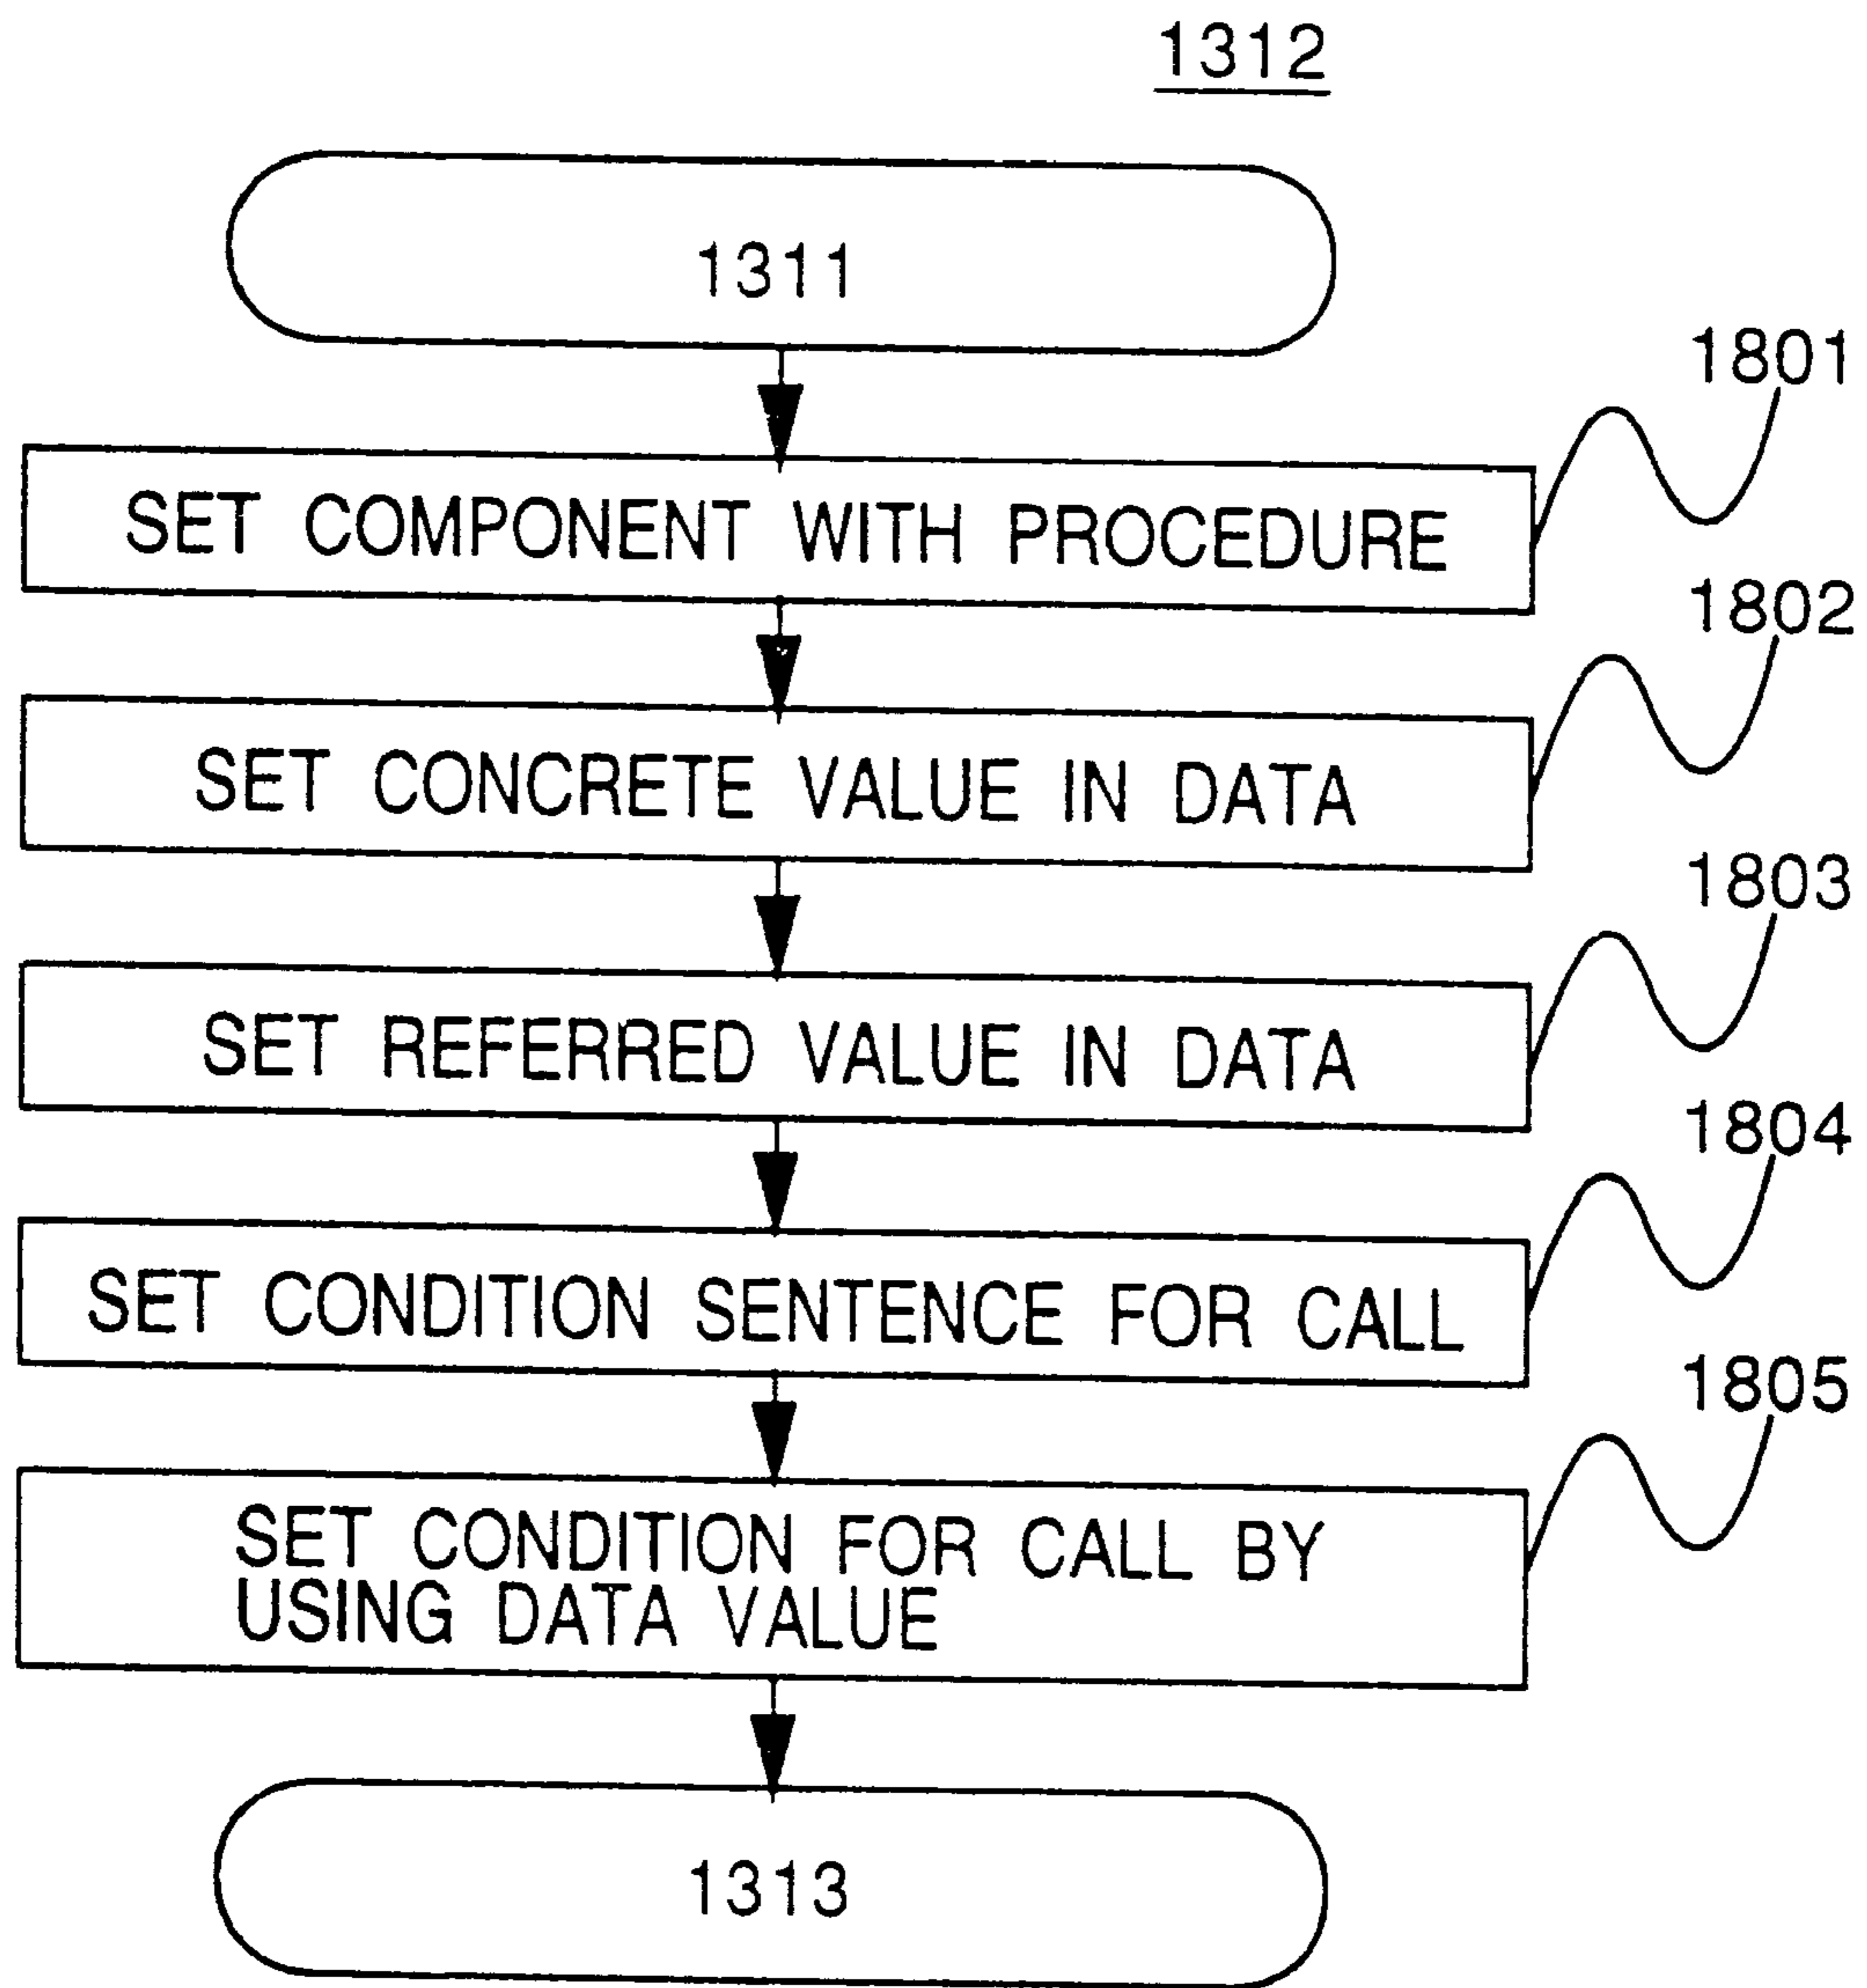 1312
1311
1801
SET COMPONENT WITH PROCEDURE
1802
SET CONCRETE VALUE IN DATA
1803
SET REFERRED VALUE IN DATA
1804
SET CONDITION SENTENCE FOR CALL
1805
SET CONDITION FOR CALL BY
USING DATA VALUE
1313